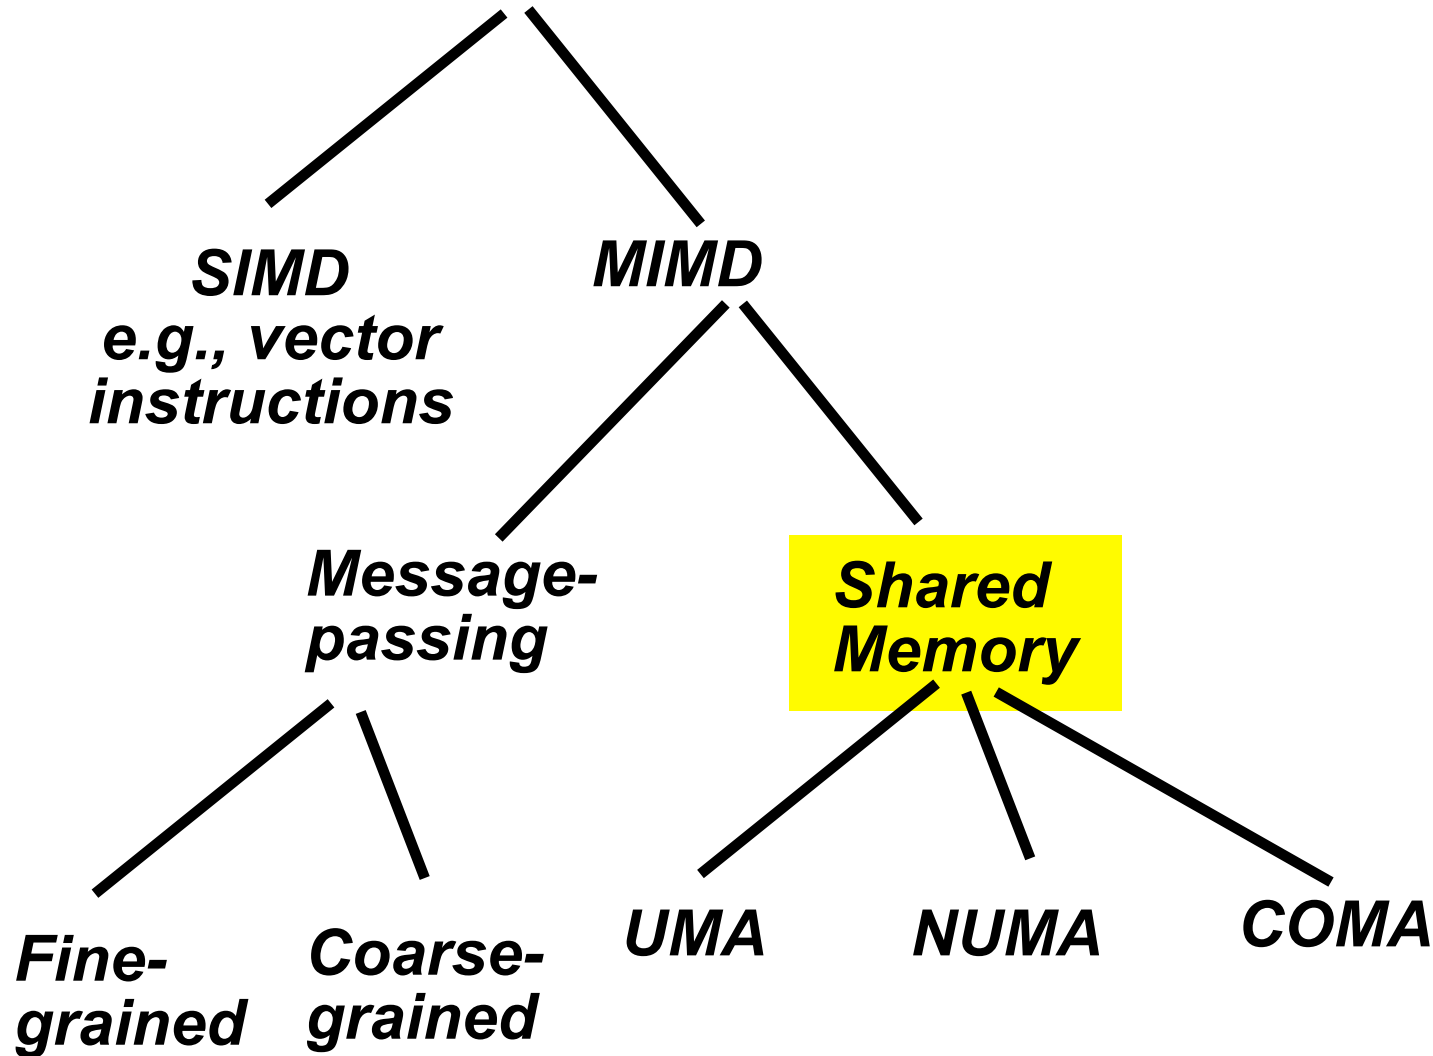 SIMD
e.g., vector
instructions
MIMD
Message-
passing
Shared
Memory
Fine-
grained
Coarse-
grained
UMA
NUMA
COMA